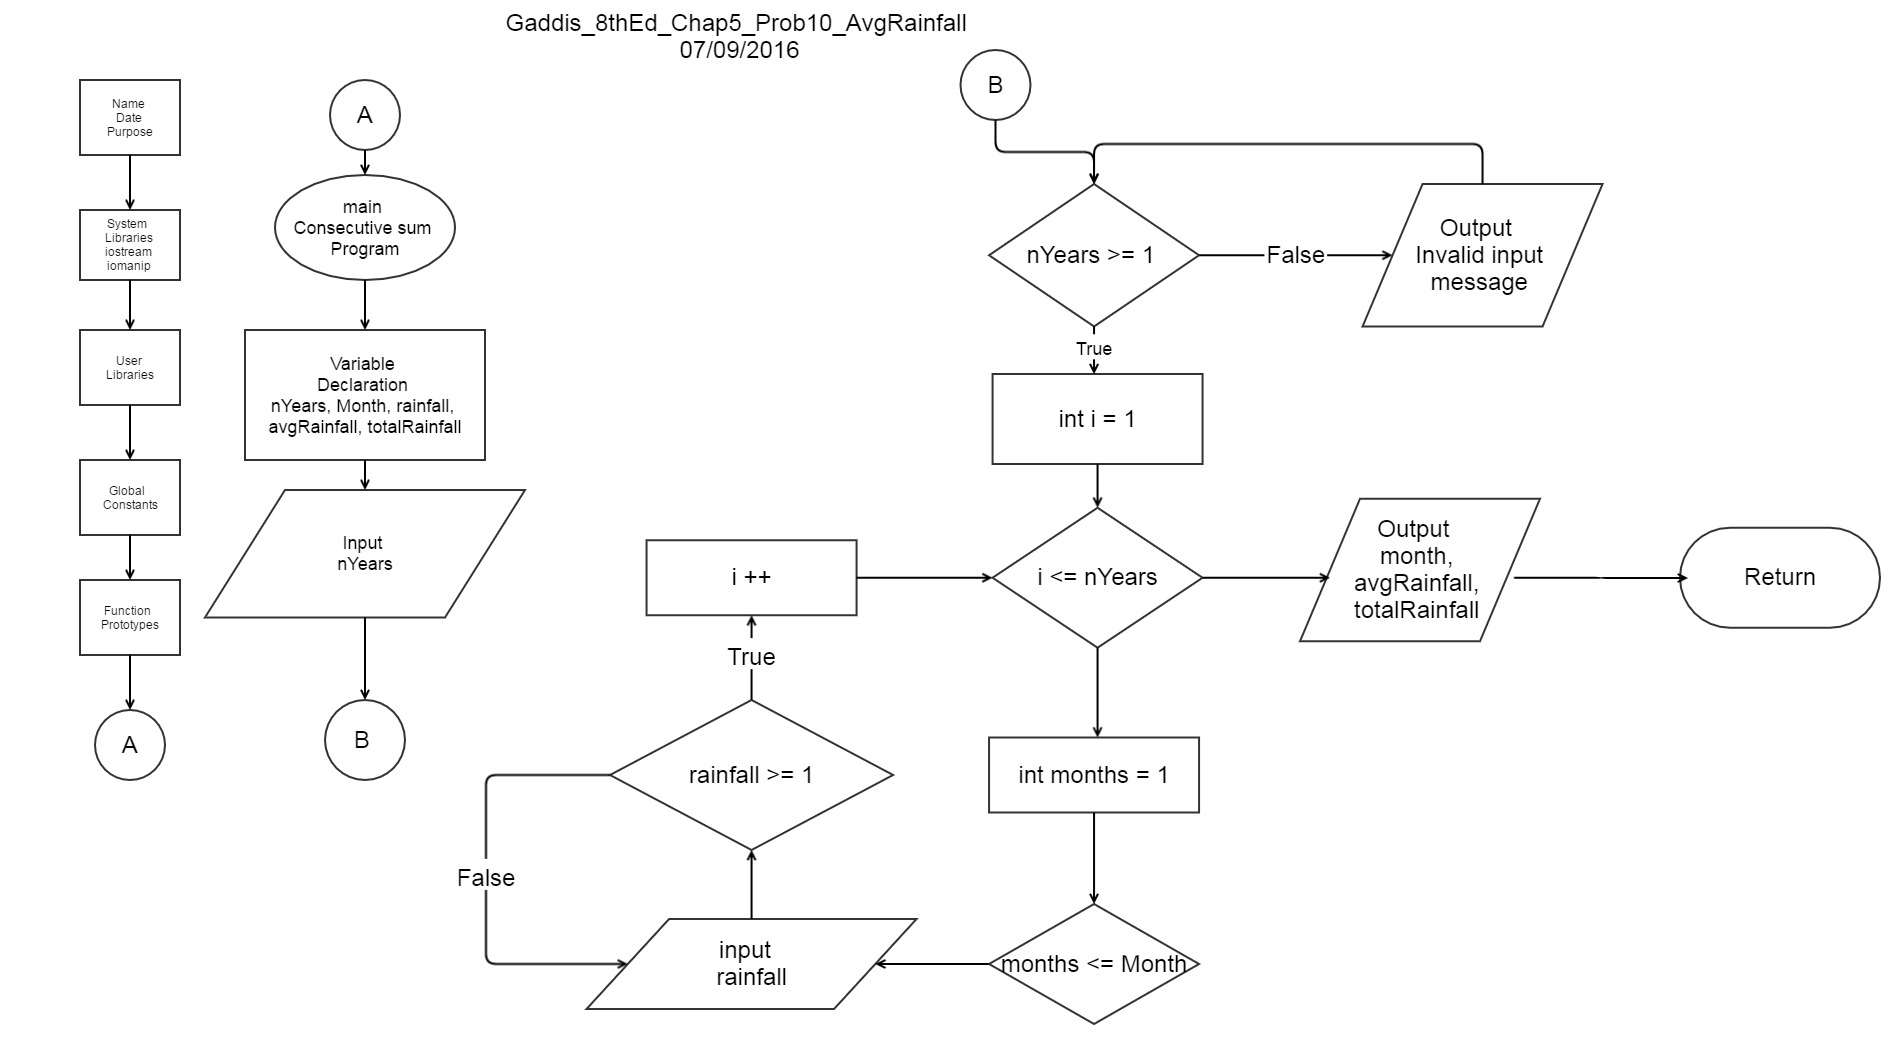 Gaddis_8thEd_Chap5_Prob10_AvgRainfall
07/09/2016
Name
Date
Purpose
System
Libraries
iostream
iomanip
User
Libraries
Global
Constants
Function
Prototypes
A
A
main
Consecutive sum
Program
Variable
Declaration
nYears, Month, rainfall,
avgRainfall, totalRainfall
Input
nYears
B
B
nYears >= 1
False
Output
Invalid input
message
True
int i = 1
i <= nYears
Output
month,
avgRainfall,
totalRainfall
Return
int months = 1
months <= Month
input
rainfall
rainfall >= 1
False
True
i ++